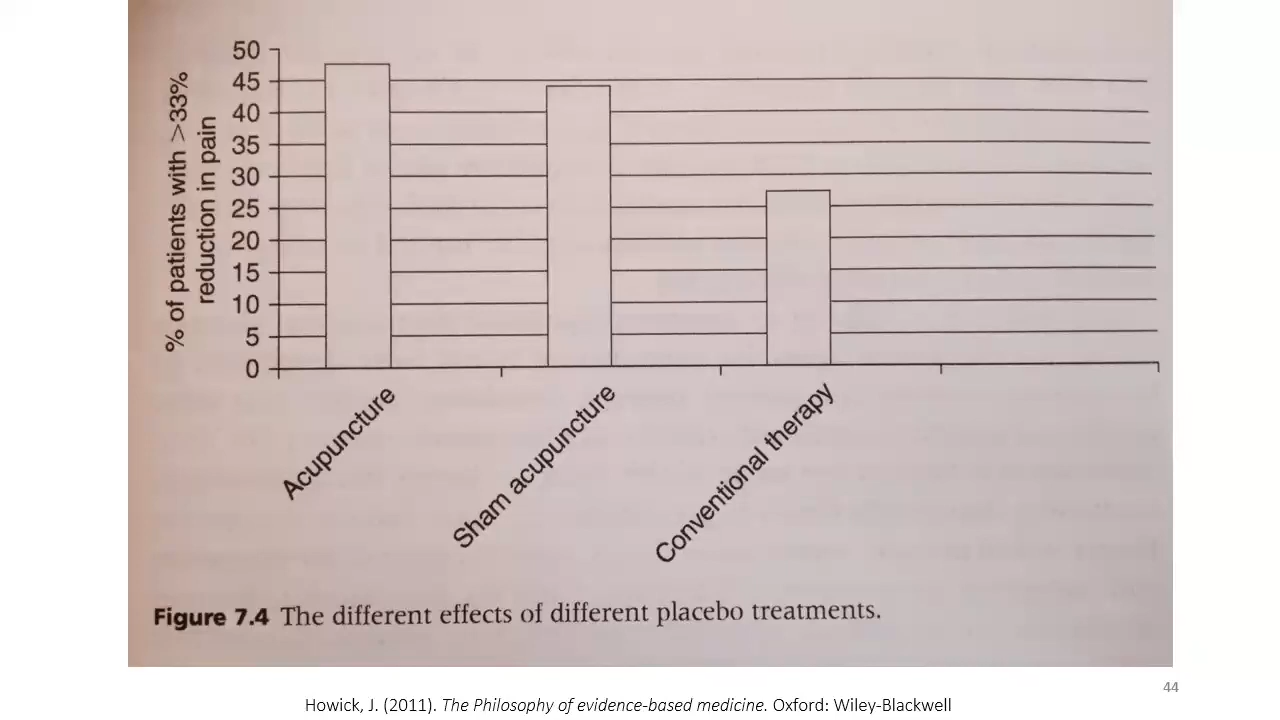 % of patients with >33%
reduction in pain
50
45
40
35
30
25
20
15
10
5
0
Acupuncture
Sham acupuncture
Conventional therapy
Figure 7.4 The different effects of different placebo treatments.
44
Howick, J. (2011). The Philosophy of evidence-based medicine. Oxford: Wiley-Blackwell